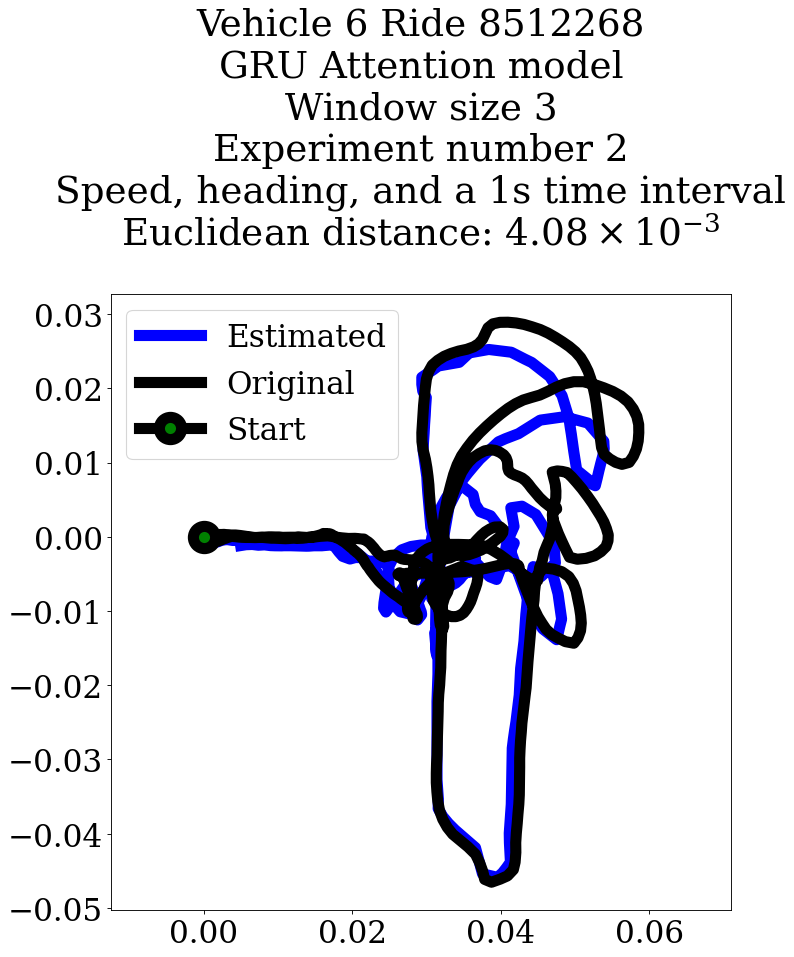 Vehicle 6 Ride 8512268
GRU Attention model
Window size 3
Experiment number 2
Speed, heading, and a 1s time interval
Euclidean distance: 4.08 × 10⁻³
Estimated
Original
Start
0.03
0.02
0.01
0.00
−0.01
−0.02
−0.03
−0.04
−0.05
0.00 0.02 0.04 0.06